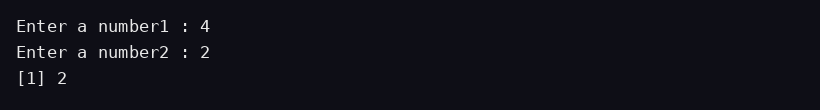 Enter a number1 : 4
Enter a number2 : 2
[1] 2